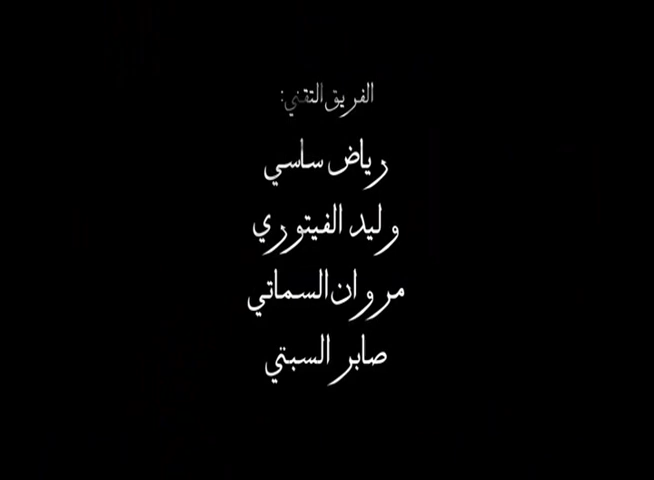 الفريق التقني:
رياض ساسي
وليد الفيتوري
مروان السماتي
صابر السبتي